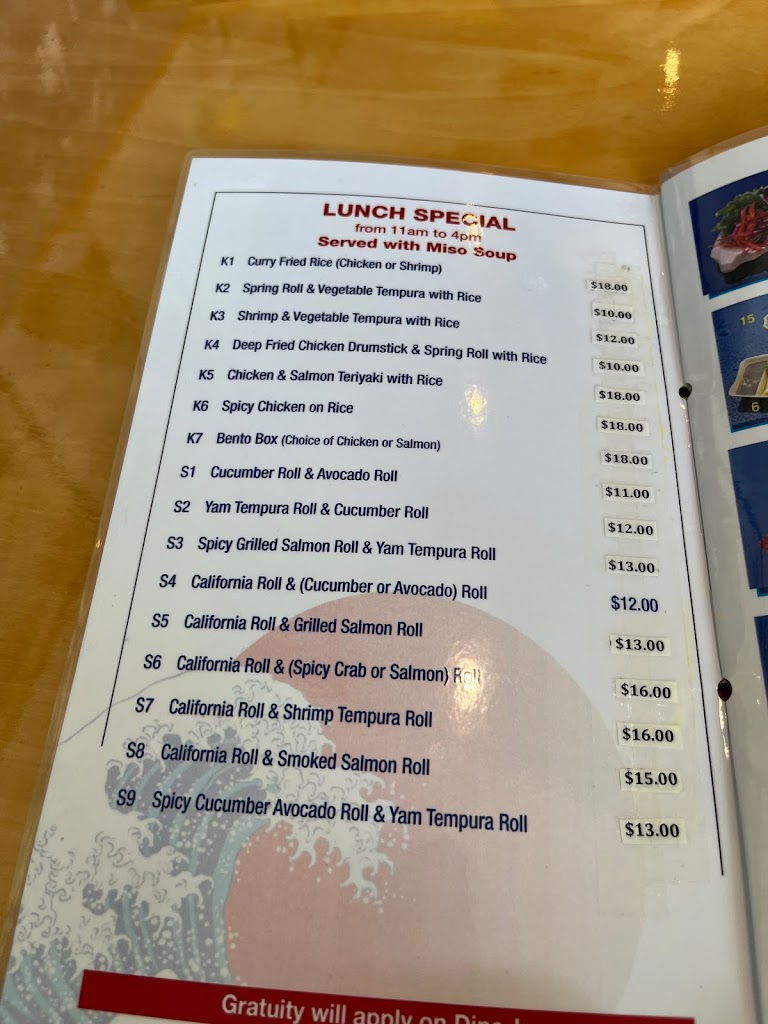 LUNCH SPECIAL
from 11am to 4pm
Served with Miso Soup
K1 Curry Fried Rice (Chicken or Shrimp) $18.00
K2 Spring Roll & Vegetable Tempura with Rice $10.00
K3 Shrimp & Vegetable Tempura with Rice $12.00
K4 Deep Fried Chicken Drumstick & Spring Roll with Rice $10.00
K5 Chicken & Salmon Teriyaki with Rice $18.00
K6 Spicy Chicken on Rice $18.00
K7 Bento Box (Choice of Chicken or Salmon) $18.00
S1 Cucumber Roll & Avocado Roll $11.00
S2 Yam Tempura Roll & Cucumber Roll $12.00
S3 Spicy Grilled Salmon Roll & Yam Tempura Roll $13.00
S4 California Roll & (Cucumber or Avocado) Roll $12.00
S5 California Roll & Grilled Salmon Roll $13.00
S6 California Roll & (Spicy Crab or Salmon) Roll $16.00
S7 California Roll & Shrimp Tempura Roll $16.00
S8 California Roll & Smoked Salmon Roll $15.00
S9 Spicy Cucumber Avocado Roll & Yam Tempura Roll $13.00
Gratuity will apply on
15
6